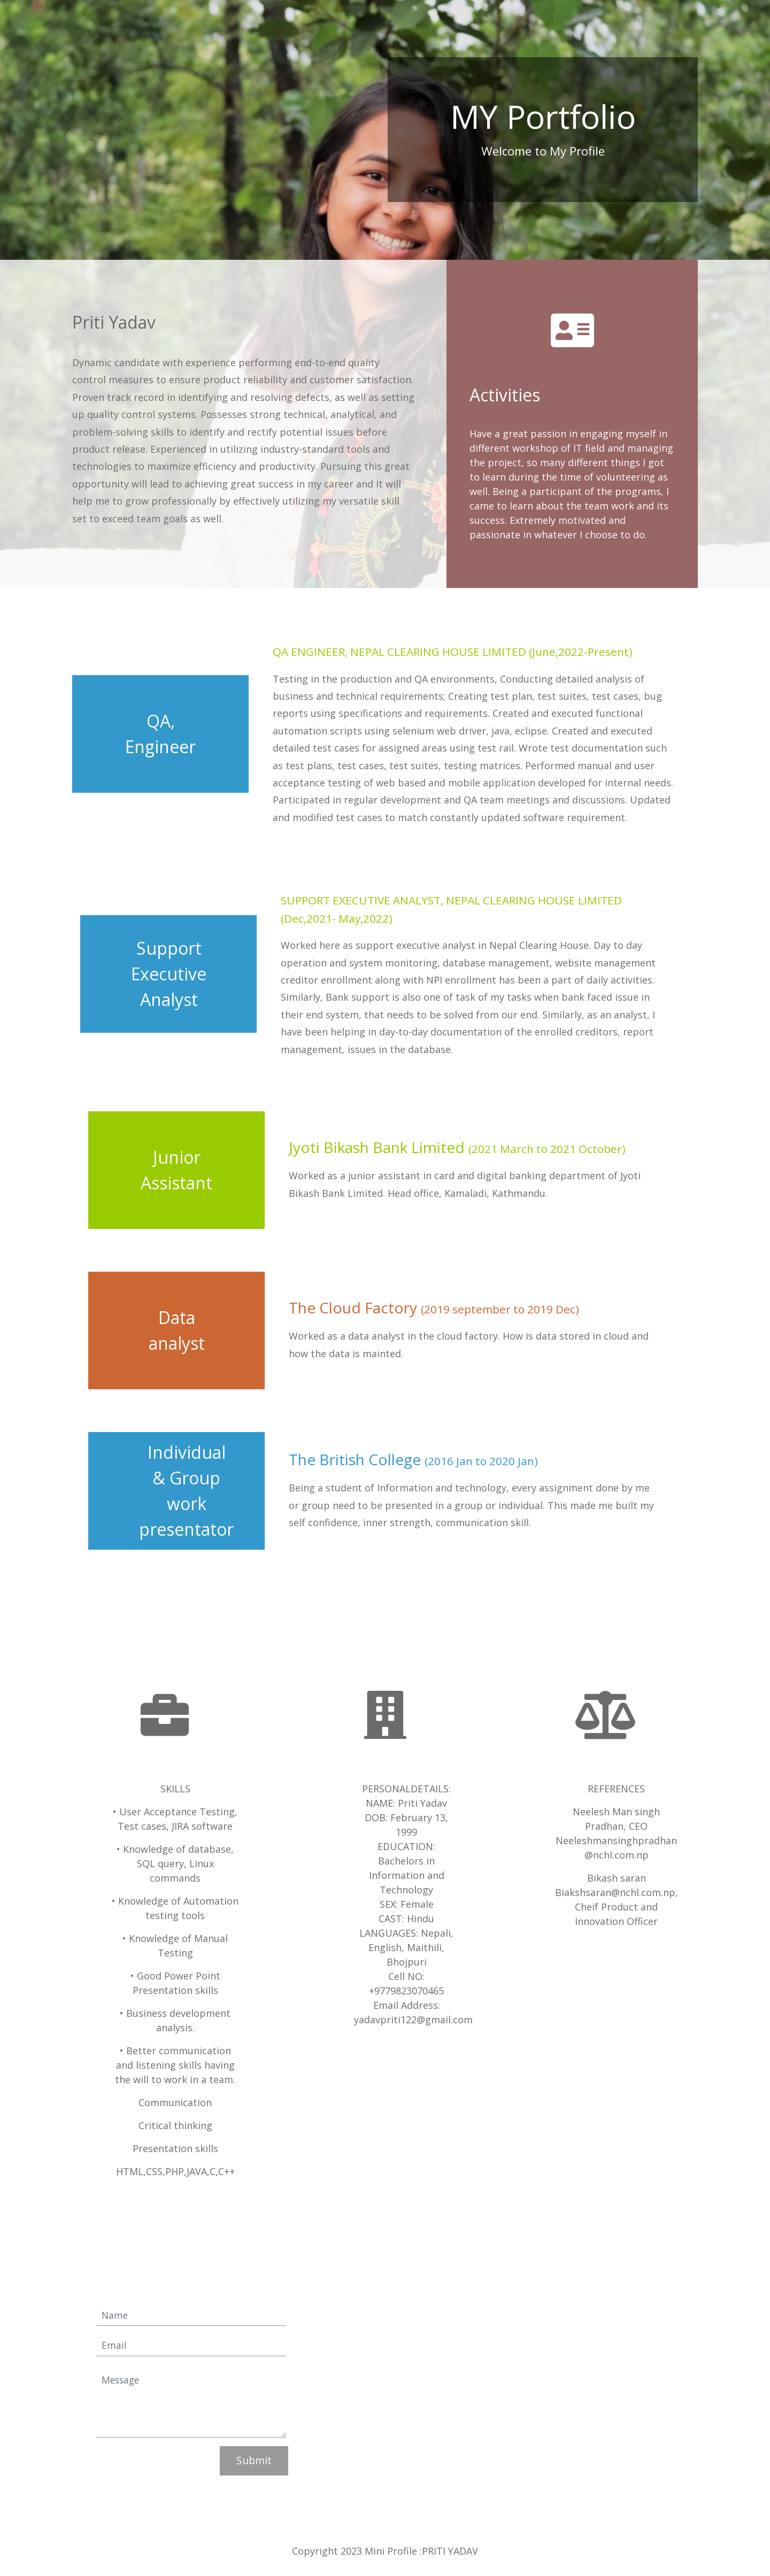 MY Portfolio
Welcome to My Profile
Priti Yadav
Dynamic candidate with experience performing end-to-end quality
control measures to ensure product reliability and customer satisfaction.
Proven track record in identifying and resolving defects, as well as setting
up quality control systems. Possesses strong technical, analytical, and
problem-solving skills to identify and rectify potential issues before
product release. Experienced in utilizing industry-standard tools and
technologies to maximize efficiency and productivity. Pursuing this great
opportunity will lead to achieving great success in my career and it will
help me to grow professionally by effectively utilizing my versatile skill
set to exceed team goals as well.
Activities
Have a great passion in engaging myself in
different workshop of IT field and managing
the project, so many different things I got
to learn during the time of volunteering as
well. Being a participant of the programs, I
came to learn about the team work and its
success. Extremely motivated and
passionate in whatever I choose to do.
QA,
Engineer
QA ENGINEER, NEPAL CLEARING HOUSE LIMITED (June,2022-Present)
Testing in the production and QA environments, Conducting detailed analysis of
business and technical requirements; Creating test plan, test suites, test cases, bug
reports using specifications and requirements. Created and executed functional
automation scripts using selenium web driver, java, eclipse. Created and executed
detailed test cases for assigned areas using test rail. Wrote test documentation such
as test plans, test cases, test suites, testing matrices. Performed manual and user
acceptance testing of web based and mobile application developed for internal needs.
Participated in regular development and QA team meetings and discussions. Updated
and modified test cases to match constantly updated software requirement.
Support
Executive
Analyst
SUPPORT EXECUTIVE ANALYST, NEPAL CLEARING HOUSE LIMITED
(Dec,2021- May,2022)
Worked here as support executive analyst in Nepal Clearing House. Day to day
operation and system monitoring, database management, website management
creditor enrollment along with NPI enrollment has been a part of daily activities.
Similarly, Bank support is also one of task of my tasks when bank faced issue in
their end system, that needs to be solved from our end. Similarly, as an analyst, I
have been helping in day-to-day documentation of the enrolled creditors, report
management, issues in the database.
Junior
Assistant
Jyoti Bikash Bank Limited (2021 March to 2021 October)
Worked as a junior assistant in card and digital banking department of Jyoti
Bikash Bank Limited. Head office, Kamaladi, Kathmandu.
Data
analyst
The Cloud Factory (2019 september to 2019 Dec)
Worked as a data analyst in the cloud factory. How is data stored in cloud and
how the data is mainted.
Individual
& Group
work
presentator
The British College (2016 Jan to 2020 Jan)
Being a student of Information and technology, every assignment done by me
or group need to be presented in a group or individual. This made me built my
self confidence, inner strength, communication skill.
SKILLS
• User Acceptance Testing,
Test cases, JIRA software
• Knowledge of database,
SQL query, Linux
commands
• Knowledge of Automation
testing tools
• Knowledge of Manual
Testing
• Good Power Point
Presentation skills
• Business development
analysis.
• Better communication
and listening skills having
the will to work in a team.
Communication
Critical thinking
Presentation skills
HTML,CSS,PHP,JAVA,C,C++
PERSONALDETAILS:
NAME: Priti Yadav
DOB: February 13,
1999
EDUCATION:
Bachelors in
Information and
Technology
SEX: Female
CAST: Hindu
LANGUAGES: Nepali,
English, Maithili,
Bhojpuri
Cell NO:
+9779823070465
Email Address:
yadavpriti122@gmail.com
REFERENCES
Neelesh Man singh
Pradhan, CEO
Neeleshmansinghpradhan
@nchl.com.np
Bikash saran
Biakshsaran@nchl.com.np,
Cheif Product and
Innovation Officer
Name
Email
Message
Submit
Copyright 2023 Mini Profile :PRITI YADAV